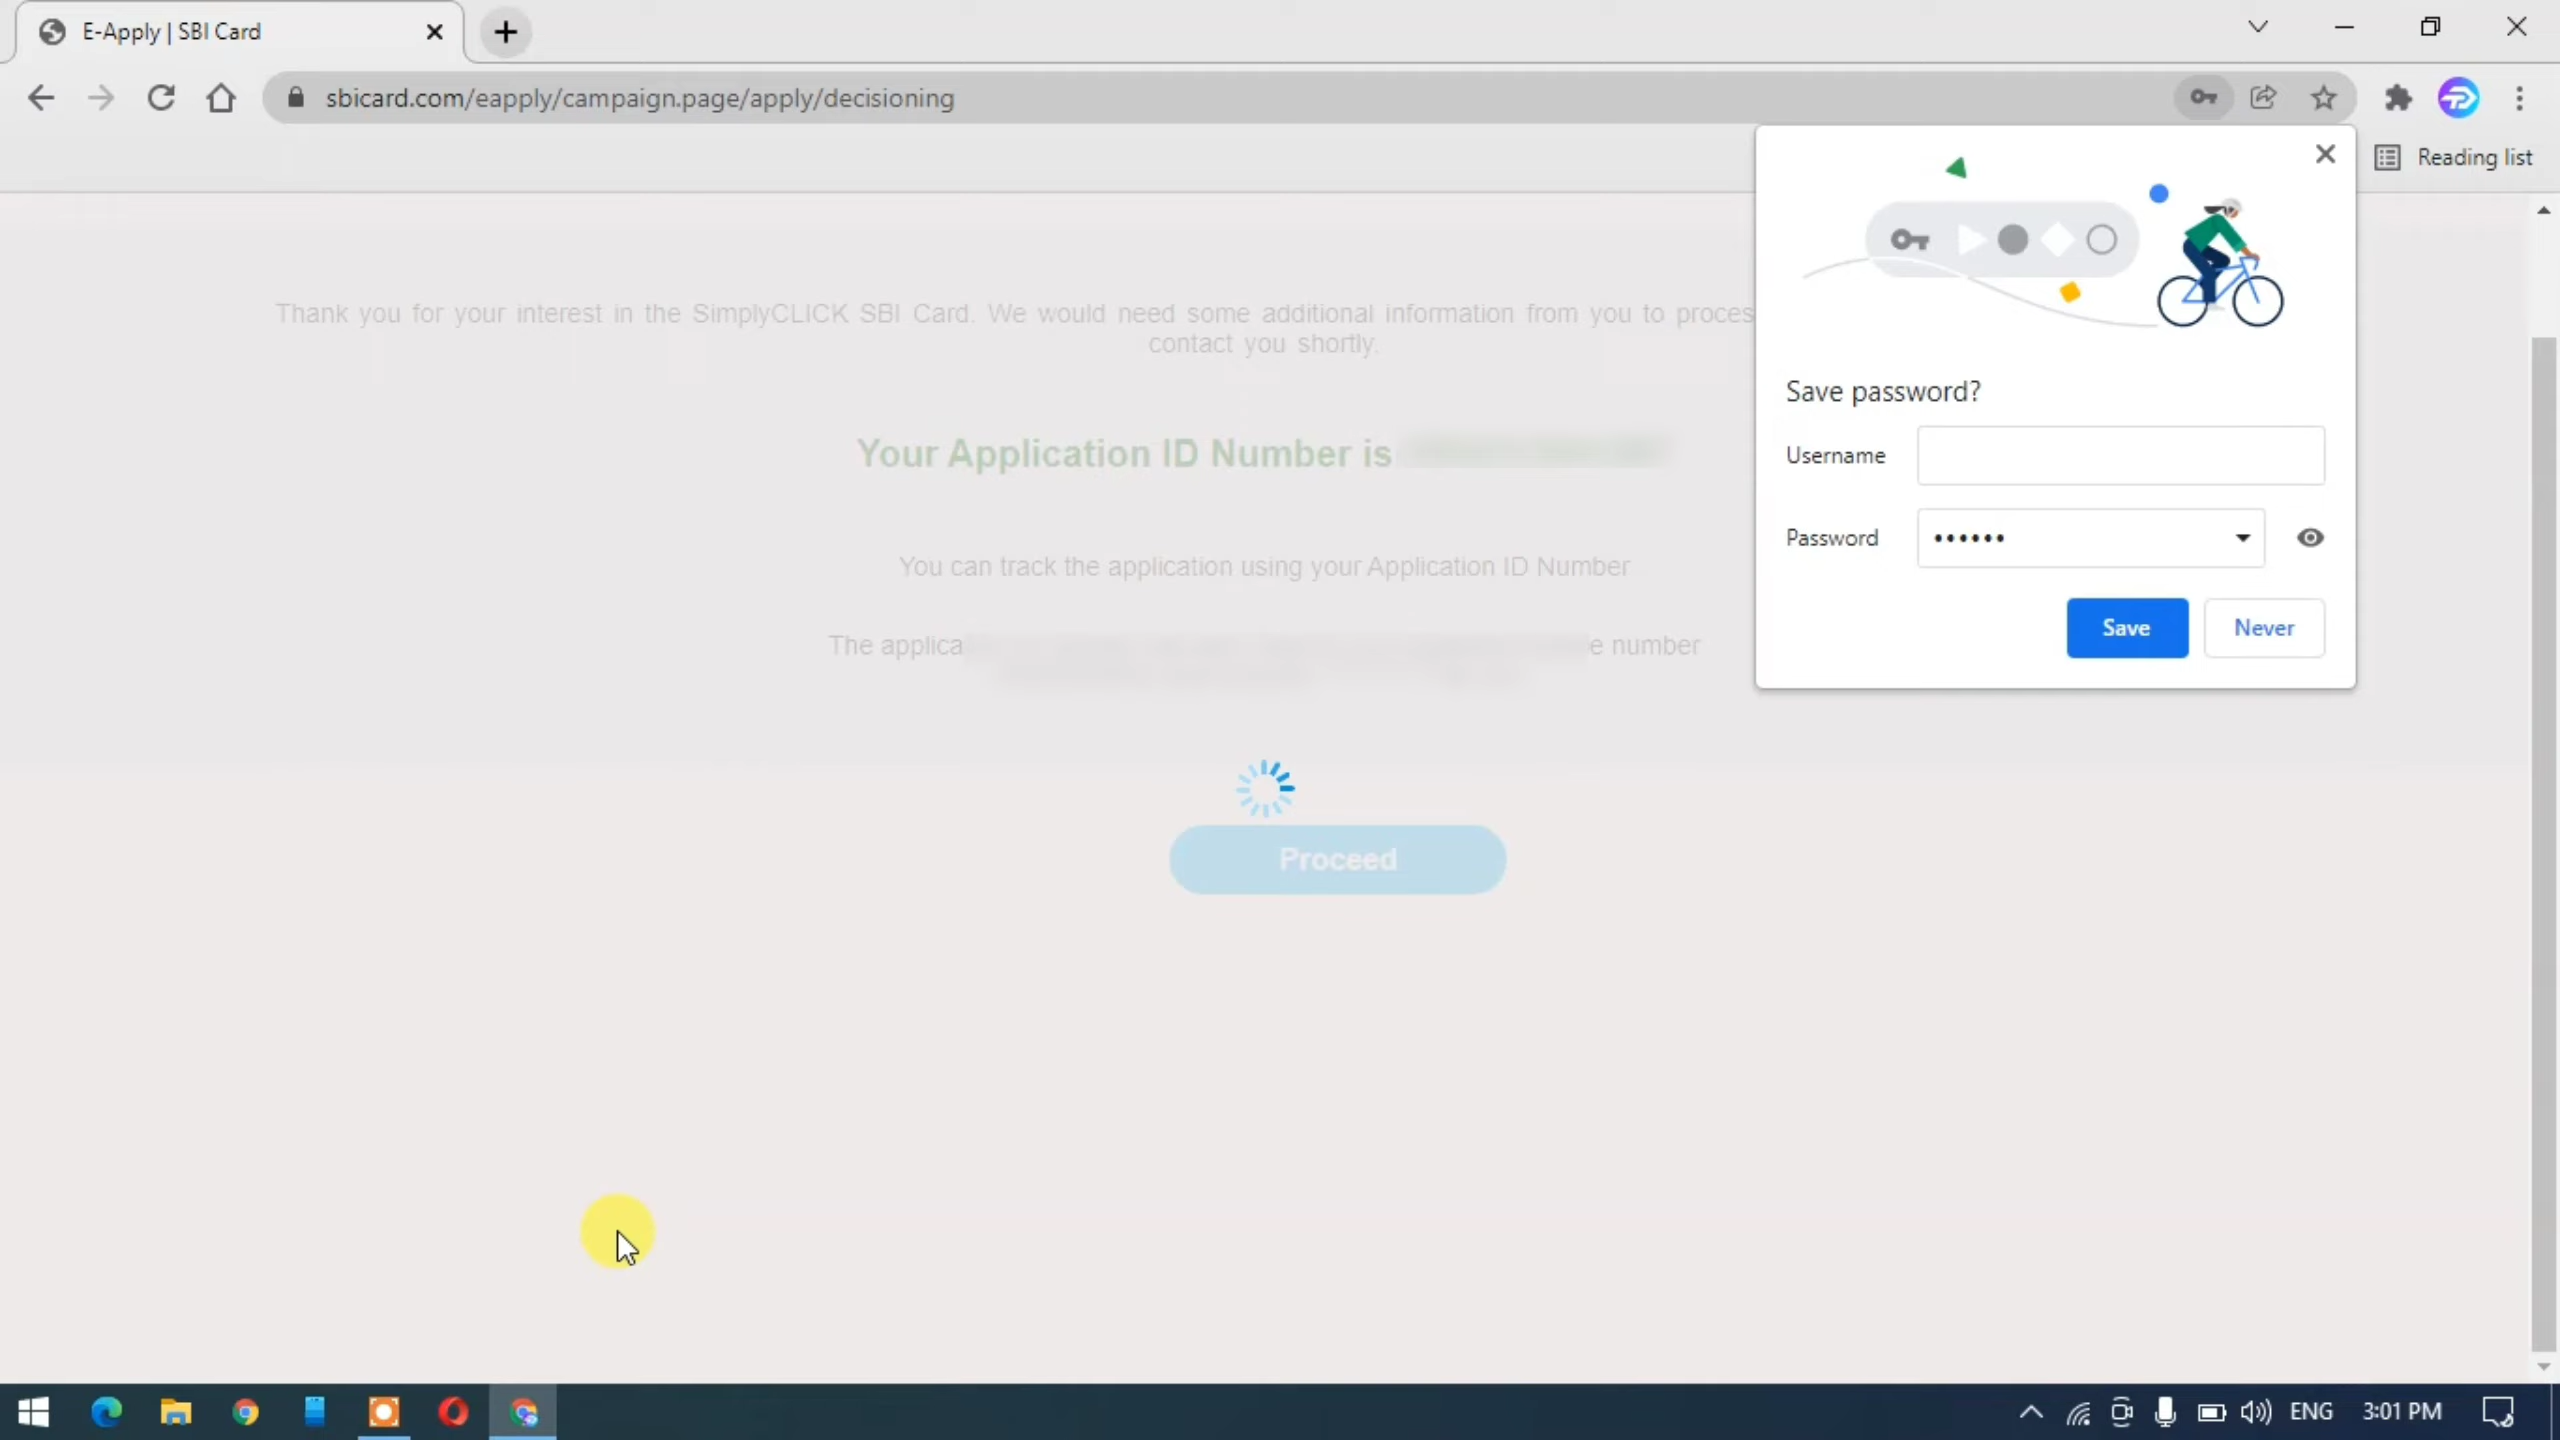 E-Apply | SBI Card
sbicard.com/eapply/campaign.page/apply/decisioning
Reading list
Thank you for your interest in the SimplyCLICK SBI Card. We would need some additional information from you to proces
contact you shortly.
Your Application ID Number is
You can track the application using your Application ID Number
The applica
e number
Proceed
Save password?
Username
Password ••••••
Save Never
ENG 3:01 PM